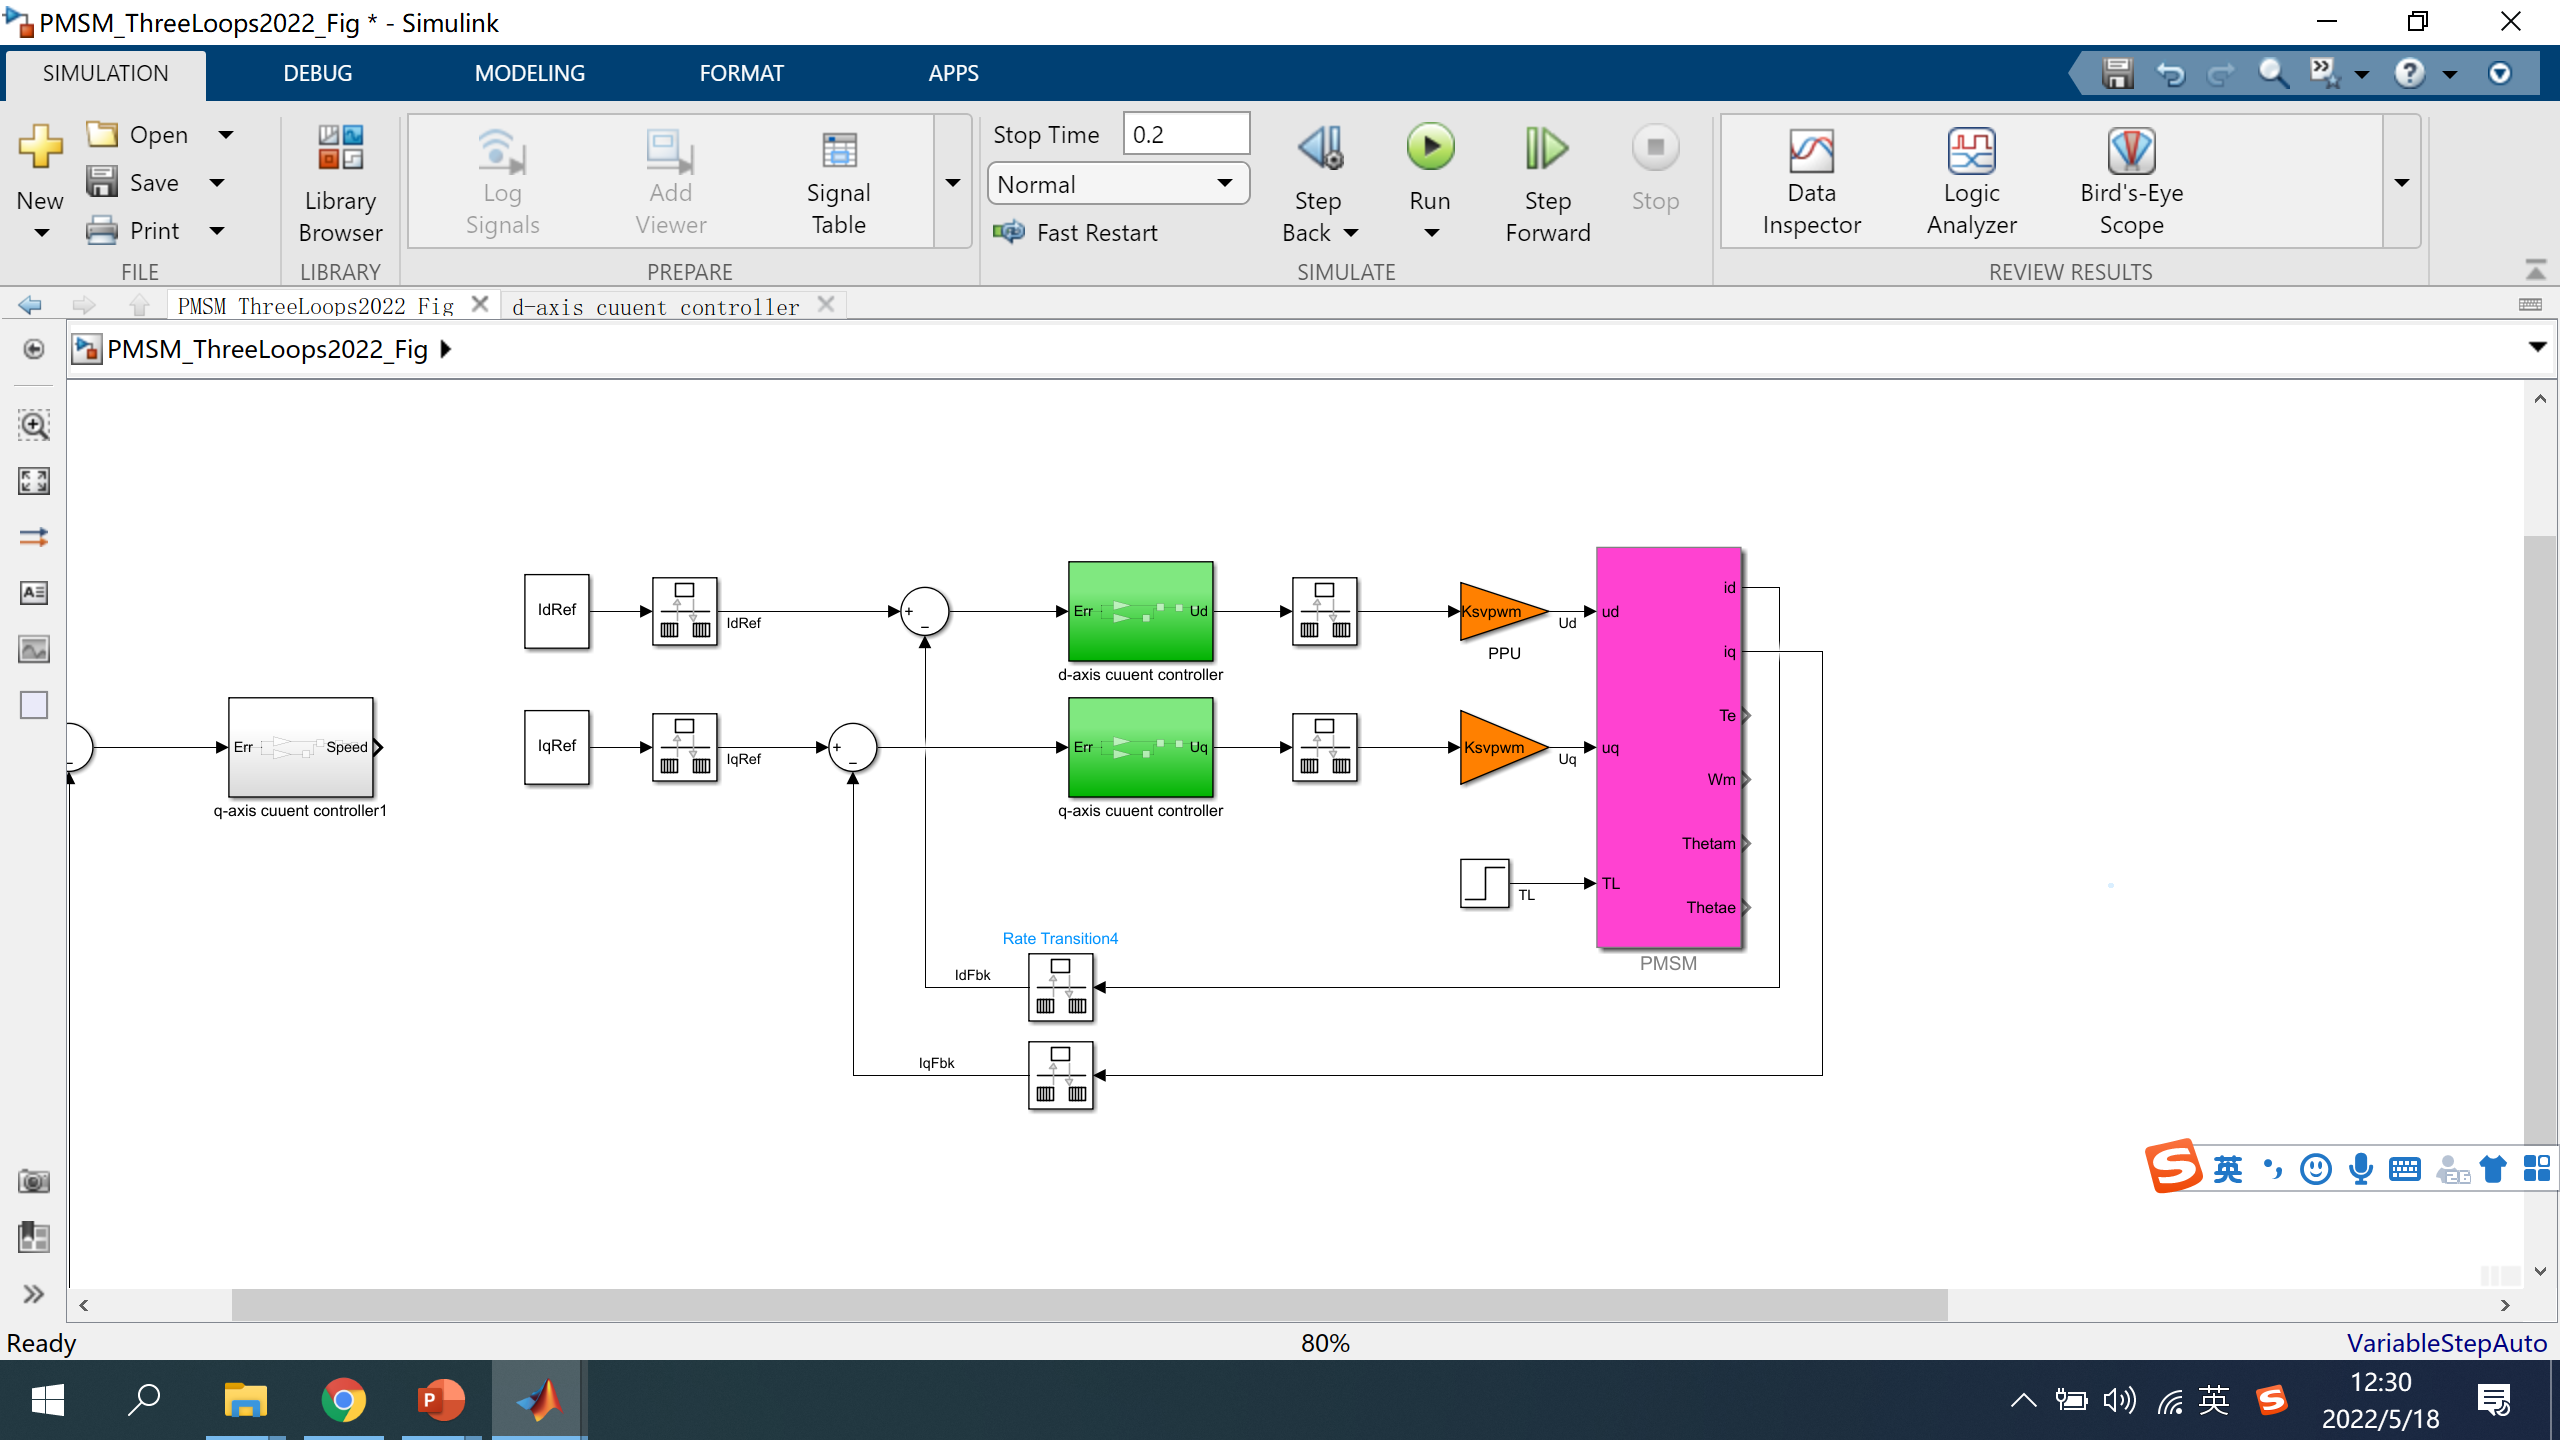 PMSM_ThreeLoops2022_Fig * - Simulink
SIMULATION
DEBUG
MODELING
FORMAT
APPS
New
Open
Save
Print
FILE
Library
Browser
LIBRARY
Log
Signals
Add
Viewer
Signal
Table
PREPARE
Stop Time
0.2
Normal
Fast Restart
Step
Back
Run
Step
Forward
Stop
SIMULATE
Data
Inspector
Logic
Analyzer
Bird's-Eye
Scope
REVIEW RESULTS
PMSM_ThreeLoops2022_Fig
d-axis cuuent controller
PMSM_ThreeLoops2022_Fig
IdRef
IdRef
+
−
Err
Ud
d-axis cuuent controller
Ksvpwm
PPU
Ud
ud
id
iq
Te
Wm
Thetam
Thetae
uq
TL
PMSM
−
Err
Speed
q-axis cuuent controller1
IqRef
IqRef
+
−
Err
Uq
q-axis cuuent controller
Ksvpwm
Uq
TL
Rate Transition4
IdFbk
IqFbk
英
Ready
80%
VariableStepAuto
英
12:30
2022/5/18